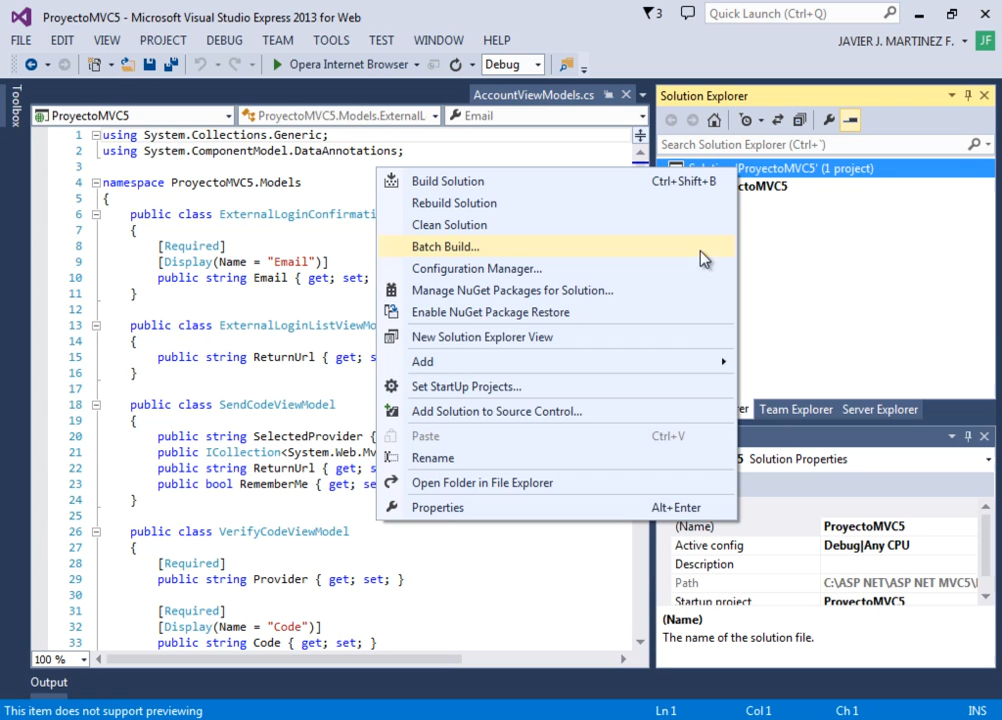 ProyectoMVC5 - Microsoft Visual Studio Express 2013 for Web
3
Quick Launch (Ctrl+Q)
FILE EDIT VIEW PROJECT DEBUG TEAM TOOLS TEST WINDOW HELP
JAVIER J. MARTINEZ F. JF
Opera Internet Browser Debug
Toolbox
AccountViewModels.cs
ProyectoMVC5 ProyectoMVC5.Models.ExternalL Email
1 using System.Collections.Generic;
2 using System.ComponentModel.DataAnnotations;
3
4 namespace ProyectoMVC5.Models
5 {
6 public class ExternalLoginConfirmati
7 {
8 [Required]
9 [Display(Name = "Email")]
10 public string Email { get; set;
11 }
12
13 public class ExternalLoginListViewMo
14 {
15 public string ReturnUrl { get; s
16 }
17
18 public class SendCodeViewModel
19 {
20 public string SelectedProvider {
21 public ICollection<System.Web.Mv
22 public string ReturnUrl { get; s
23 public bool RememberMe { get; se
24 }
25
26 public class VerifyCodeViewModel
27 {
28 [Required]
29 public string Provider { get; set; }
30
31 [Required]
32 [Display(Name = "Code")]
33 public string Code { get; set; }
100 %
Output
Build Solution Ctrl+Shift+B
Rebuild Solution
Clean Solution
Batch Build...
Configuration Manager...
Manage NuGet Packages for Solution...
Enable NuGet Package Restore
New Solution Explorer View
Add
Set StartUp Projects...
Add Solution to Source Control...
Paste Ctrl+V
Rename
Open Folder in File Explorer
Properties Alt+Enter
Solution Explorer
Search Solution Explorer (Ctrl+´)
Solution 'ProyectoMVC5' (1 project)
ctoMVC5
er Team Explorer Server Explorer
5 Solution Properties
(Name) ProyectoMVC5
Active config Debug|Any CPU
Description
Path C:\ASP NET\ASP NET MVC5\
Startup project ProyectoMVC5
(Name)
The name of the solution file.
This item does not support previewing Ln 1 Col 1 Ch 1 INS